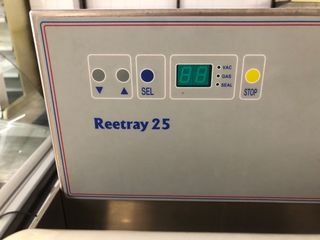 VAC
GAS
SEAL
SEL
STOP
Reetray 25